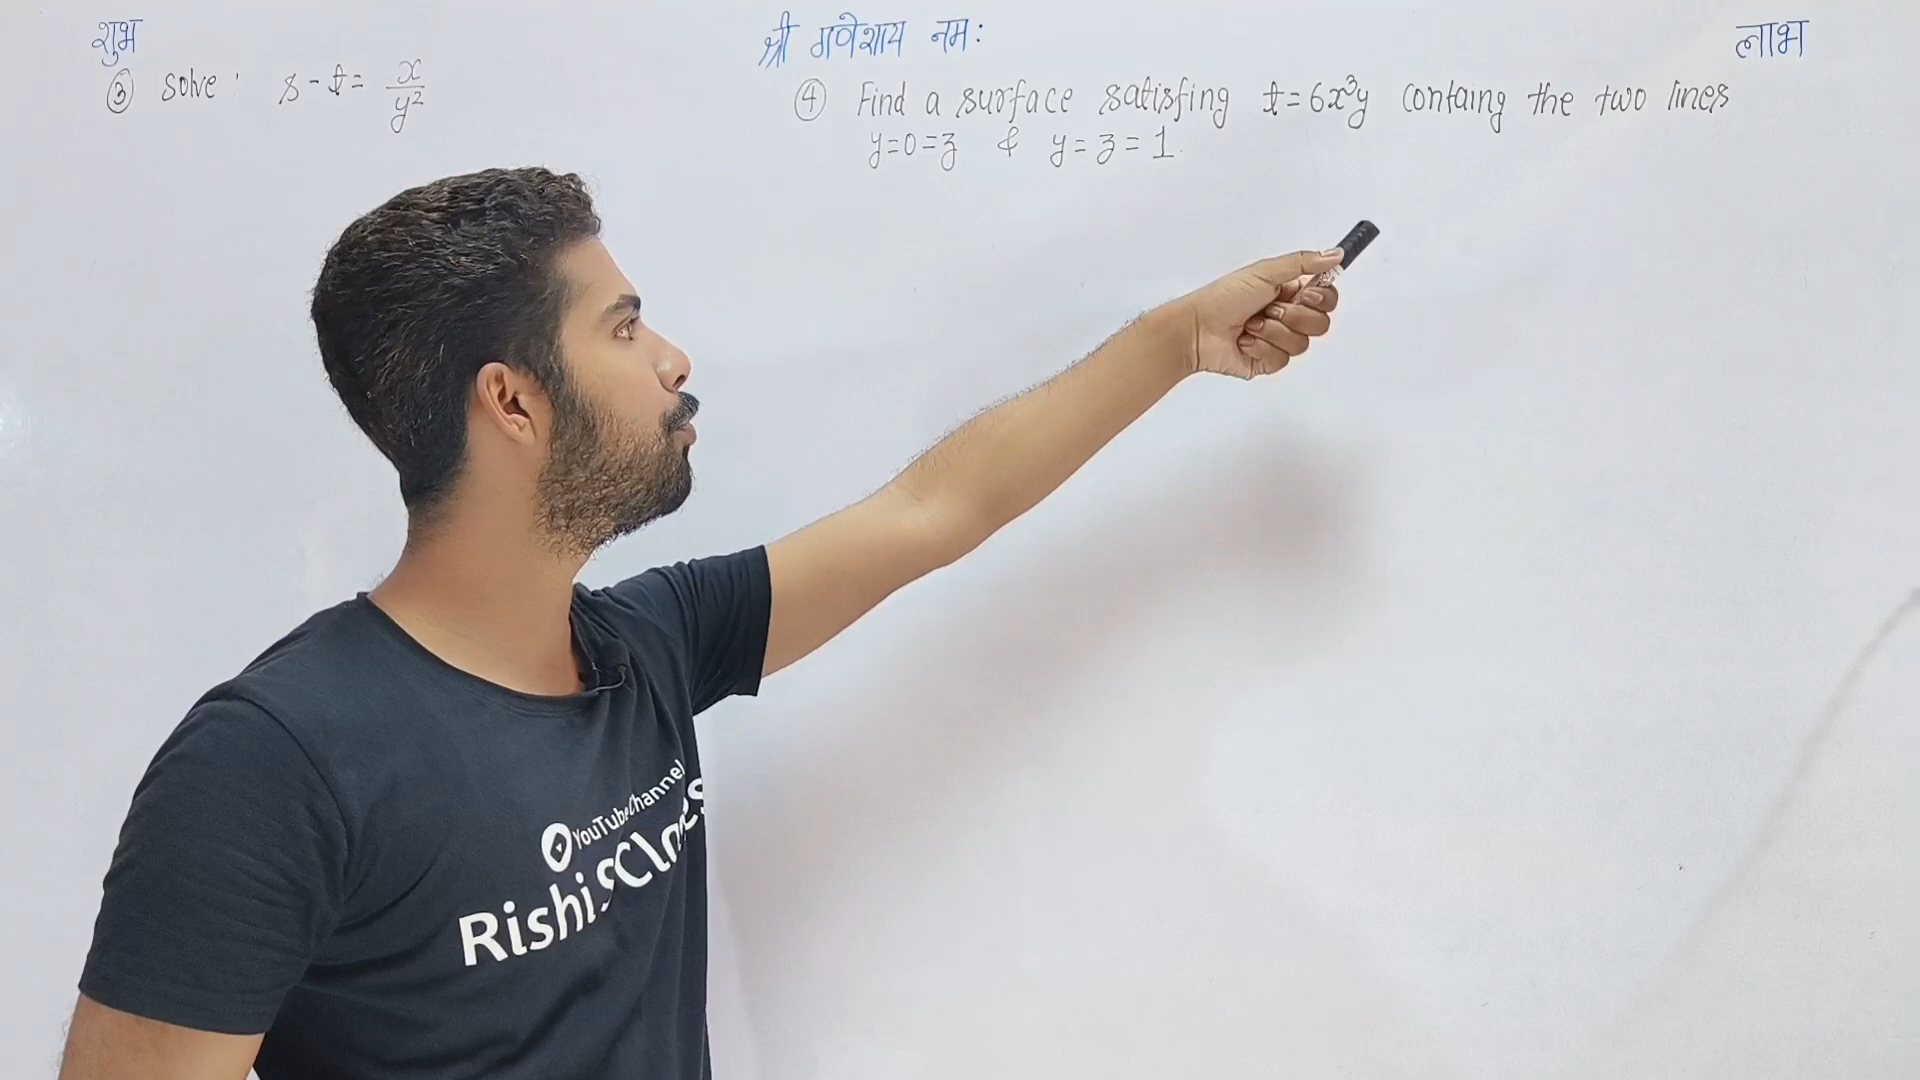 शुभ
श्री गणेशाय नम:
लाभ
③ solve : s - t = x/y²
④ Find a surface satisfing t = 6x³y containg the two lines
y=0=z & y=z=1.
YouTube Channel
Rishi SClasses